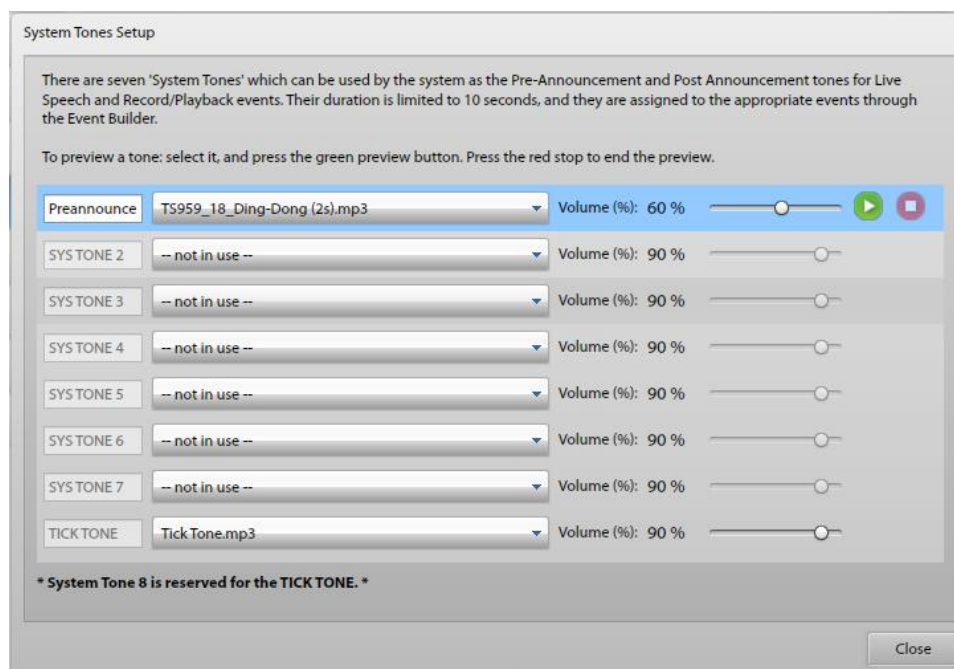 System Tones Setup
There are seven 'System Tones' which can be used by the system as the Pre-Announcement and Post Announcement tones for Live
Speech and Record/Playback events. Their duration is limited to 10 seconds, and they are assigned to the appropriate events through
the Event Builder.
To preview a tone: select it, and press the green preview button. Press the red stop to end the preview.
Preannounce TS959_18_Ding-Dong (2s).mp3 Volume (%): 60 %
SYS TONE 2 -- not in use -- Volume (%): 90 %
SYS TONE 3 -- not in use -- Volume (%): 90 %
SYS TONE 4 -- not in use -- Volume (%): 90 %
SYS TONE 5 -- not in use -- Volume (%): 90 %
SYS TONE 6 -- not in use -- Volume (%): 90 %
SYS TONE 7 -- not in use -- Volume (%): 90 %
TICK TONE Tick Tone.mp3 Volume (%): 90 %
* System Tone 8 is reserved for the TICK TONE. *
Close